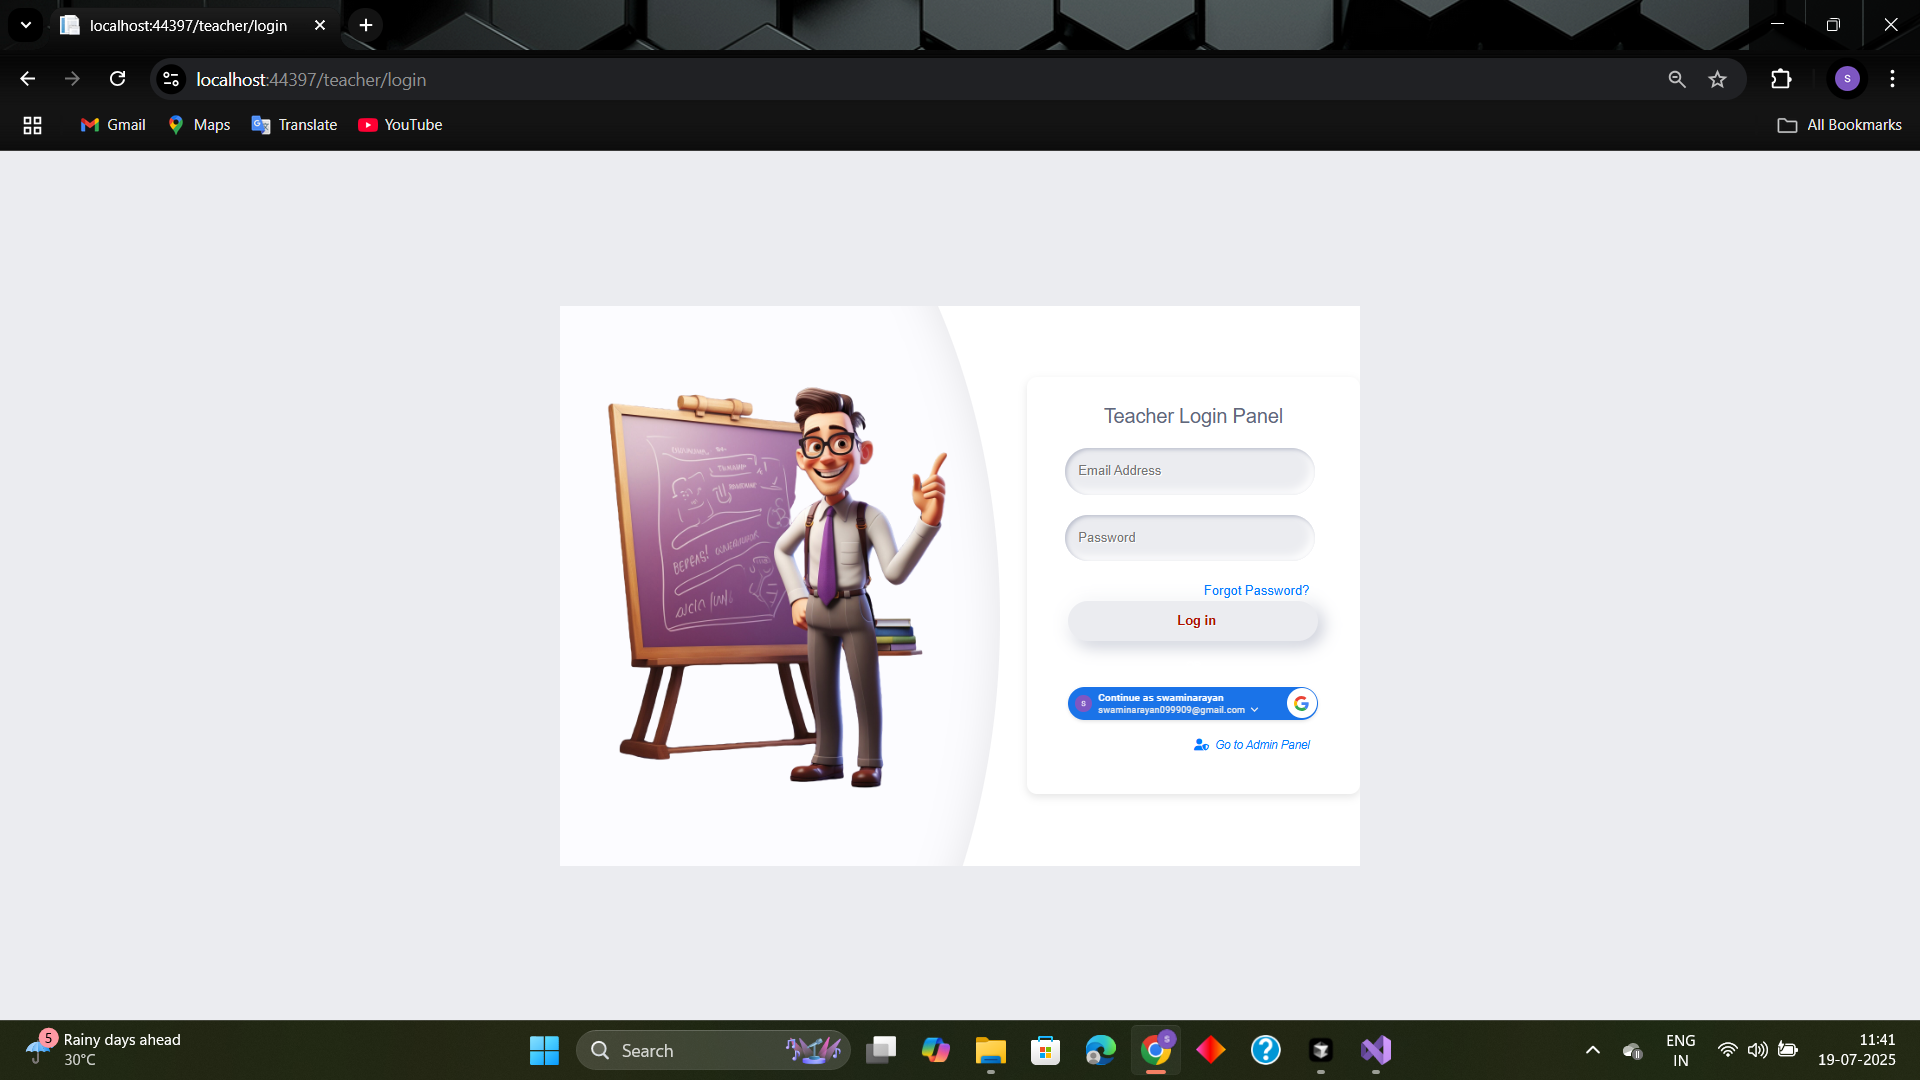 localhost:44397/teacher/login
localhost:44397/teacher/login
S
Gmail
Maps
Translate
YouTube
All Bookmarks
Teacher Login Panel
Email Address
Password
Forgot Password?
Log in
S
Continue as swaminarayan
swaminarayan099909@gmail.com
G
Go to Admin Panel
BEPEAS!
5
Rainy days ahead
30°C
Search
S
ENG
IN
11:41
19-07-2025